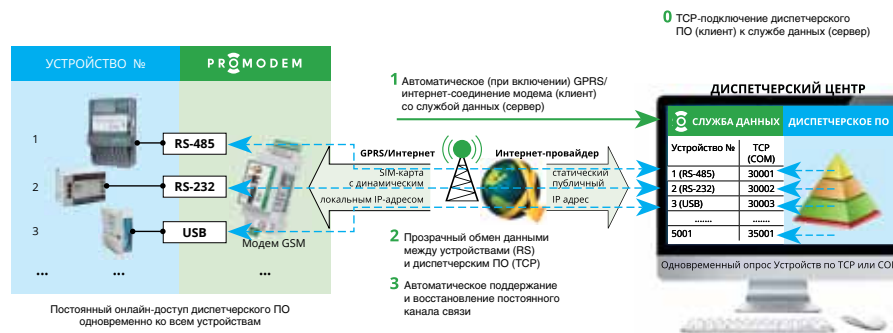 0 TCP-подключение диспетчерского
ПО (клиент) к службе данных (сервер)
УСТРОЙСТВО №
PROMODEM
1 Автоматическое (при включении) GPRS/
интернет-соединение модема (клиент)
со службой данных (сервер)
ДИСПЕТЧЕРСКИЙ ЦЕНТР
СЛУЖБА ДАННЫХ
ДИСПЕТЧЕРСКОЕ ПО
1
RS-485
2
RS-232
3
USB
Модем GSM
...
...
...
GPRS/Интернет
SIM-карта
с динамическим
локальным IP-адресом
Интернет-провайдер
статический
публичный
IP адрес
Устройство № TCP
(COM)
1 (RS-485) 30001
2 (RS-232) 30002
3 (USB) 30003
....... .......
5001 35001
Одновременный опрос Устройств по TCP или COM
2 Прозрачный обмен данными
между устройствами (RS)
и диспетчерским ПО (TCP)
3 Автоматическое поддержание
и восстановление постоянного
канала связи
Постоянный онлайн-доступ диспетчерского ПО
одновременно ко всем устройствам